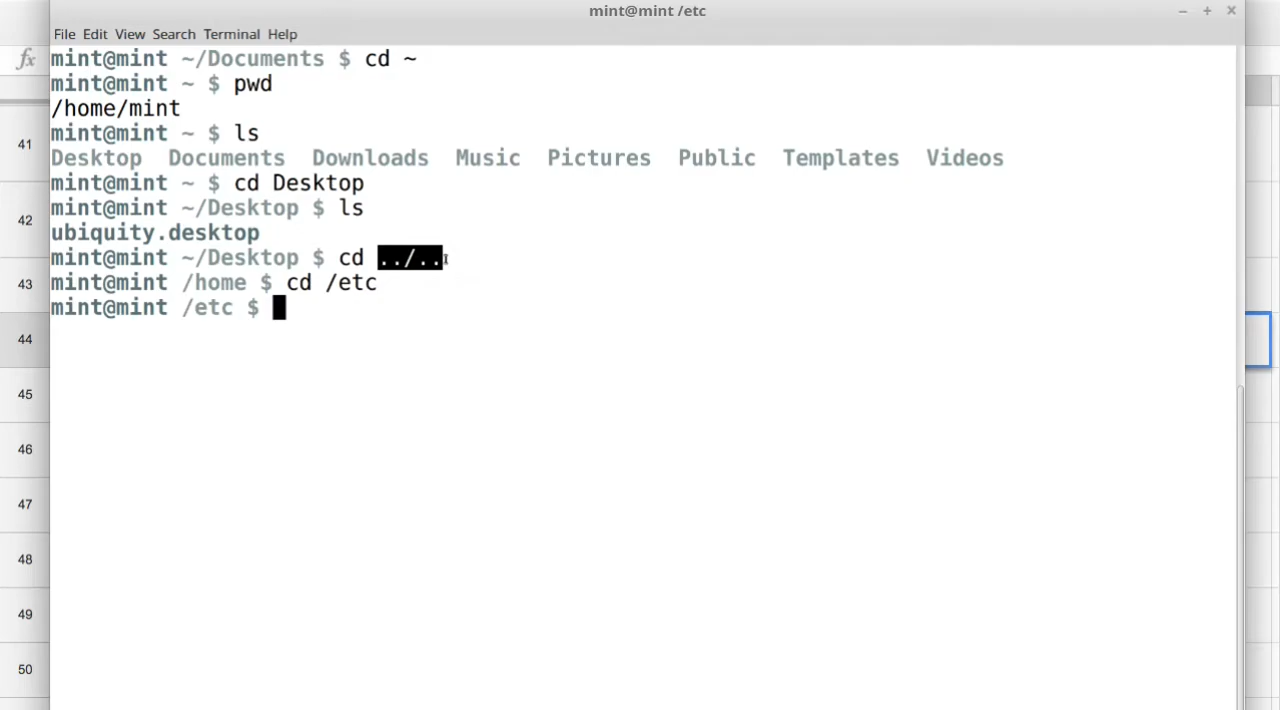 mint@mint /etc
− + ×
File Edit View Search Terminal Help
fx
mint@mint ~/Documents $ cd ~
mint@mint ~ $ pwd
/home/mint
mint@mint ~ $ ls
Desktop Documents Downloads Music Pictures Public Templates Videos
mint@mint ~ $ cd Desktop
mint@mint ~/Desktop $ ls
ubiquity.desktop
mint@mint ~/Desktop $ cd ../..
mint@mint /home $ cd /etc
mint@mint /etc $
41
42
43
44
45
46
47
48
49
50